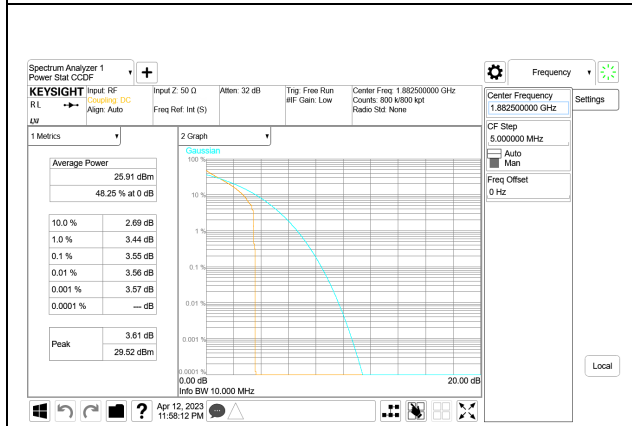 Spectrum Analyzer 1
Power Stat CCDF
Frequency
KEYSIGHT
RL
LXI
Input: RF
Coupling: DC
Align: Auto
Input Z: 50 Ω
Freq Ref: Int (S)
Atten: 32 dB
Trig: Free Run
#IF Gain: Low
Center Freq: 1.882500000 GHz
Counts: 800 k/800 kpt
Radio Std: None
Center Frequency
1.882500000 GHz
Settings
CF Step
5.000000 MHz
Auto
Man
Freq Offset
0 Hz
Local
1 Metrics
Average Power
25.91 dBm
48.25 % at 0 dB
10.0 % 2.69 dB
1.0 % 3.44 dB
0.1 % 3.55 dB
0.01 % 3.56 dB
0.001 % 3.57 dB
0.0001 % --- dB
Peak
3.61 dB
29.52 dBm
2 Graph
Gaussian
100 %
10 %
1 %
0.1 %
0.01 %
0.001 %
0.0001 %
0.00 dB 20.00 dB
Info BW 10.000 MHz
Apr 12, 2023
11:58:12 PM